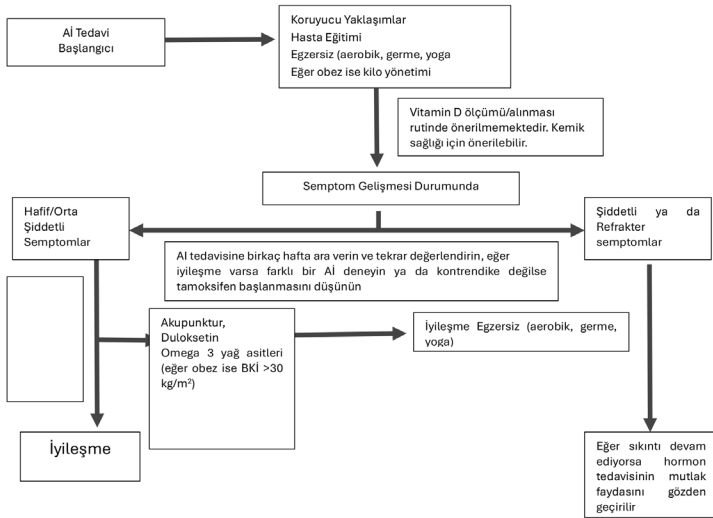 Aİ Tedavi
Başlangıcı
Koruyucu Yaklaşımlar
Hasta Eğitimi
Egzersiz (aerobik, germe, yoga
Eğer obez ise kilo yönetimi
Vitamin D ölçümü/alınması
rutinde önerilmemektedir. Kemik
sağlığı için önerilebilir.
Semptom Gelişmesi Durumunda
Hafif/Orta
Şiddetli
Semptomlar
Şiddetli ya da
Refrakter
semptomlar
AI tedavisine birkaç hafta ara verin ve tekrar değerlendirin, eğer
iyileşme varsa farklı bir Aİ deneyin ya da kontrendike değilse
tamoksifen başlanmasını düşünün
Akupunktur,
Duloksetin
Omega 3 yağ asitleri
(eğer obez ise BKİ >30
kg/m²)
İyileşme Egzersiz (aerobik, germe,
yoga)
İyileşme
Eğer sıkıntı devam
ediyorsa hormon
tedavisinin mutlak
faydasını gözden
geçirilir